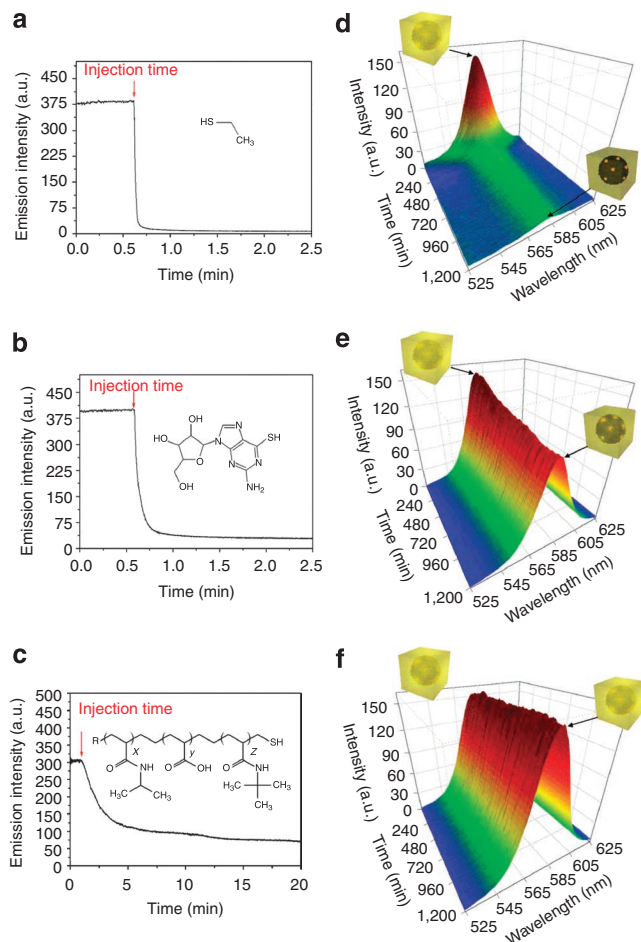 a
450
375
300
225
150
75
0
Emission intensity (a.u.)
Injection time
HS
CH3
0.0 0.5 1.0 1.5 2.0 2.5
Time (min)
d
150
120
90
60
30
0
Intensity (a.u.)
240
480
720
960
1,200
Time (min)
525
545
565
585
605
625
Wavelength (nm)
b
450
375
300
225
150
75
0
Emission intensity (a.u.)
Injection time
OH
HO
O
OH
N
N
SH
N
N
NH2
0.0 0.5 1.0 1.5 2.0 2.5
Time (min)
e
150
120
90
60
30
0
Intensity (a.u.)
240
480
720
960
1,200
Time (min)
525
545
565
585
605
625
Wavelength (nm)
c
500
450
400
350
300
250
200
150
100
50
0
Emission intensity (a.u.)
Injection time
R
X
y
Z
SH
O
NH
H3C
CH3
O
OH
O
NH
H3C
CH3
H3C
0 5 10 15 20
Time (min)
f
150
120
90
60
30
0
Intensity (a.u.)
240
480
720
960
1,200
Time (min)
525
545
565
585
605
625
Wavelength (nm)